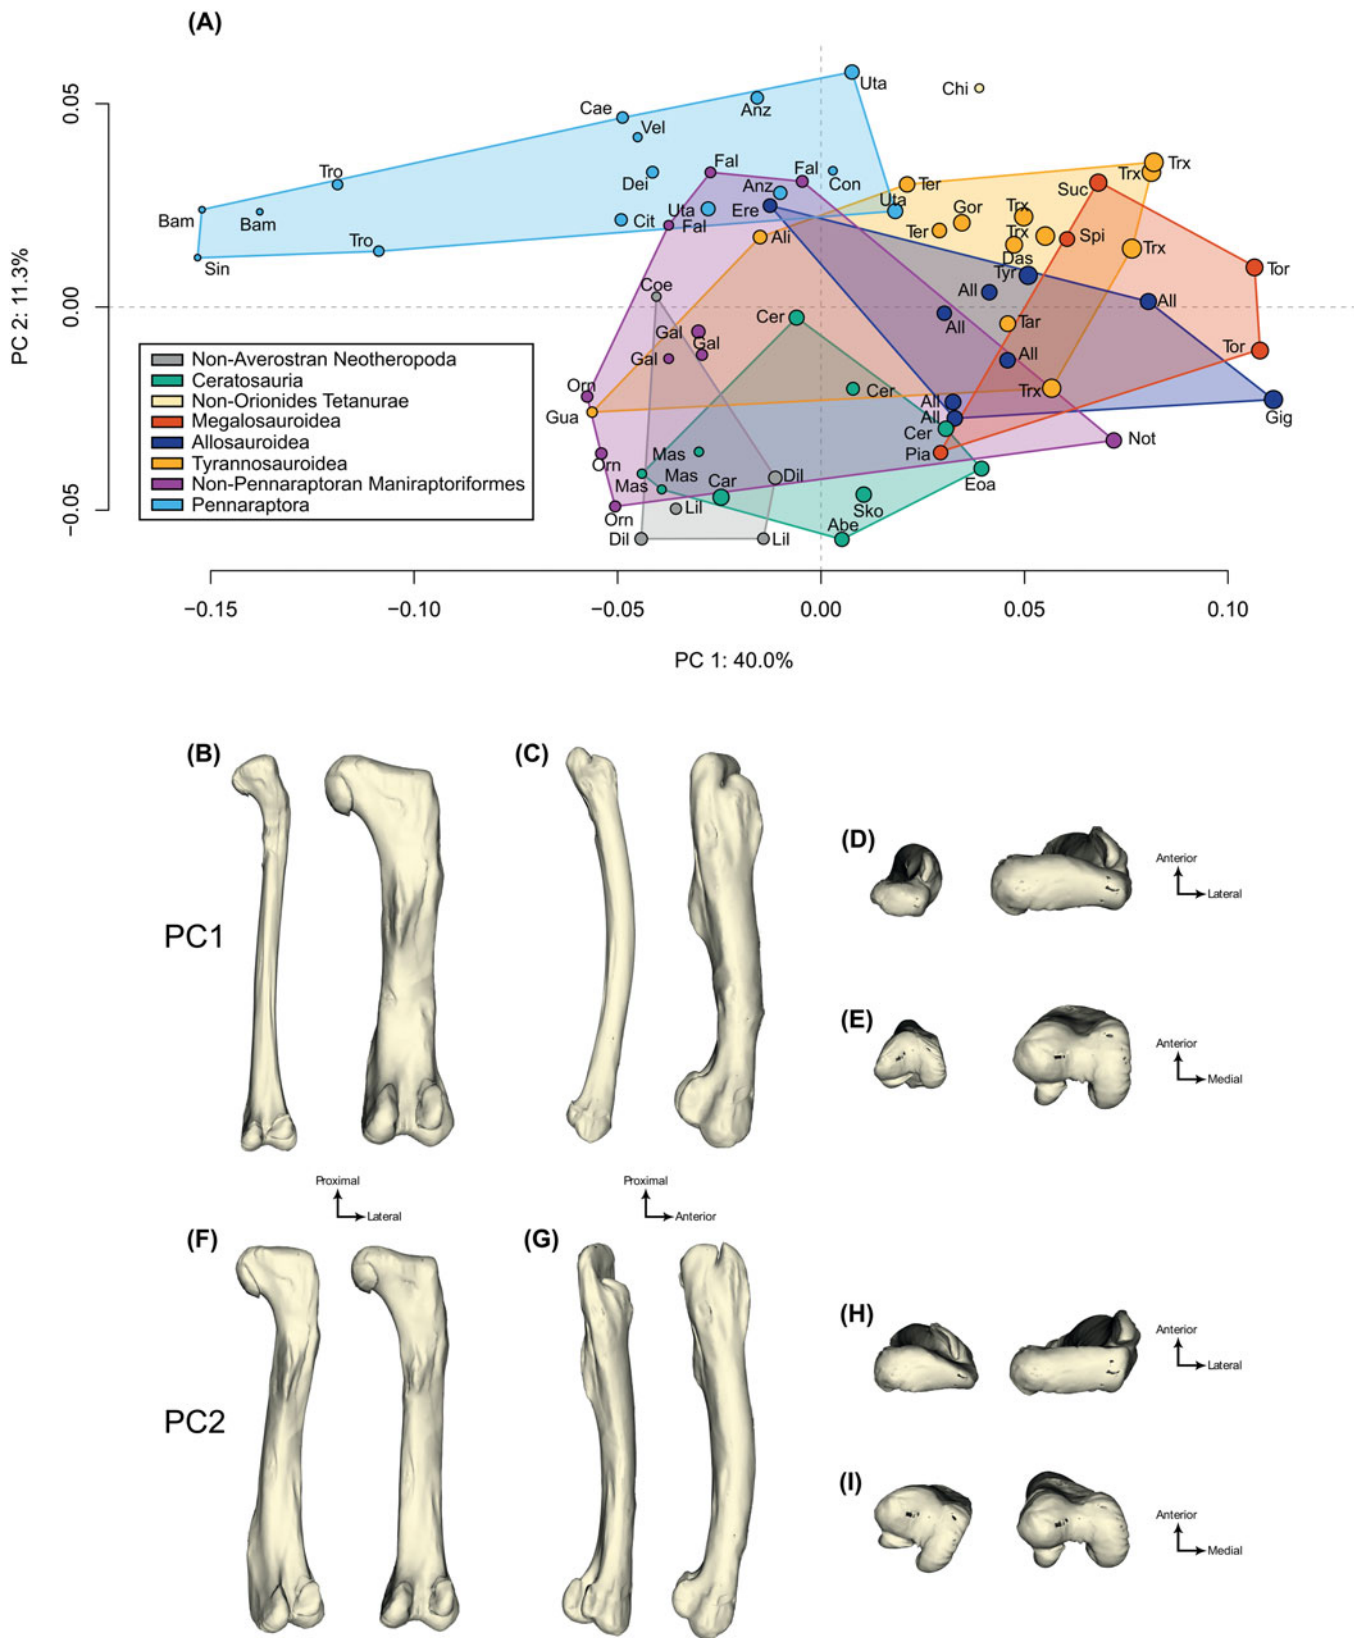 (A)
PC 2: 11.3%
0.05
0.00
−0.05
Uta
Chi
Cae
Anz
Vel
Tro
Fal
Fal
Con
Ter
Trx
Trx
Suc
Bam
Bam
Dei
Anz
Ere
Uta
Cit
Uta
Fal
Ali
Gor
Ter
Trx
Trx
Spi
Trx
Tro
Sin
Das
Tyr
Tor
Coe
Cer
All
All
All
Tar
Gal
Gal
Gal
All
Tor
Orn
Gua
Cer
All
All
Trx
Gig
Cer
Not
Pia
Orn
Mas
Mas
Mas
Car
Dil
Eoa
Orn
Lil
Sko
Abe
Dil
Lil
Non-Averostran Neotheropoda
Ceratosauria
Non-Orionides Tetanurae
Megalosauroidea
Allosauroidea
Tyrannosauroidea
Non-Pennaraptoran Maniraptoriformes
Pennaraptora
−0.15
−0.10
−0.05
0.00
0.05
0.10
PC 1: 40.0%
(B)
(C)
(D)
Anterior
Lateral
PC1
(E)
Anterior
Medial
Proximal
Lateral
Proximal
Anterior
(F)
(G)
(H)
Anterior
Lateral
PC2
(I)
Anterior
Medial